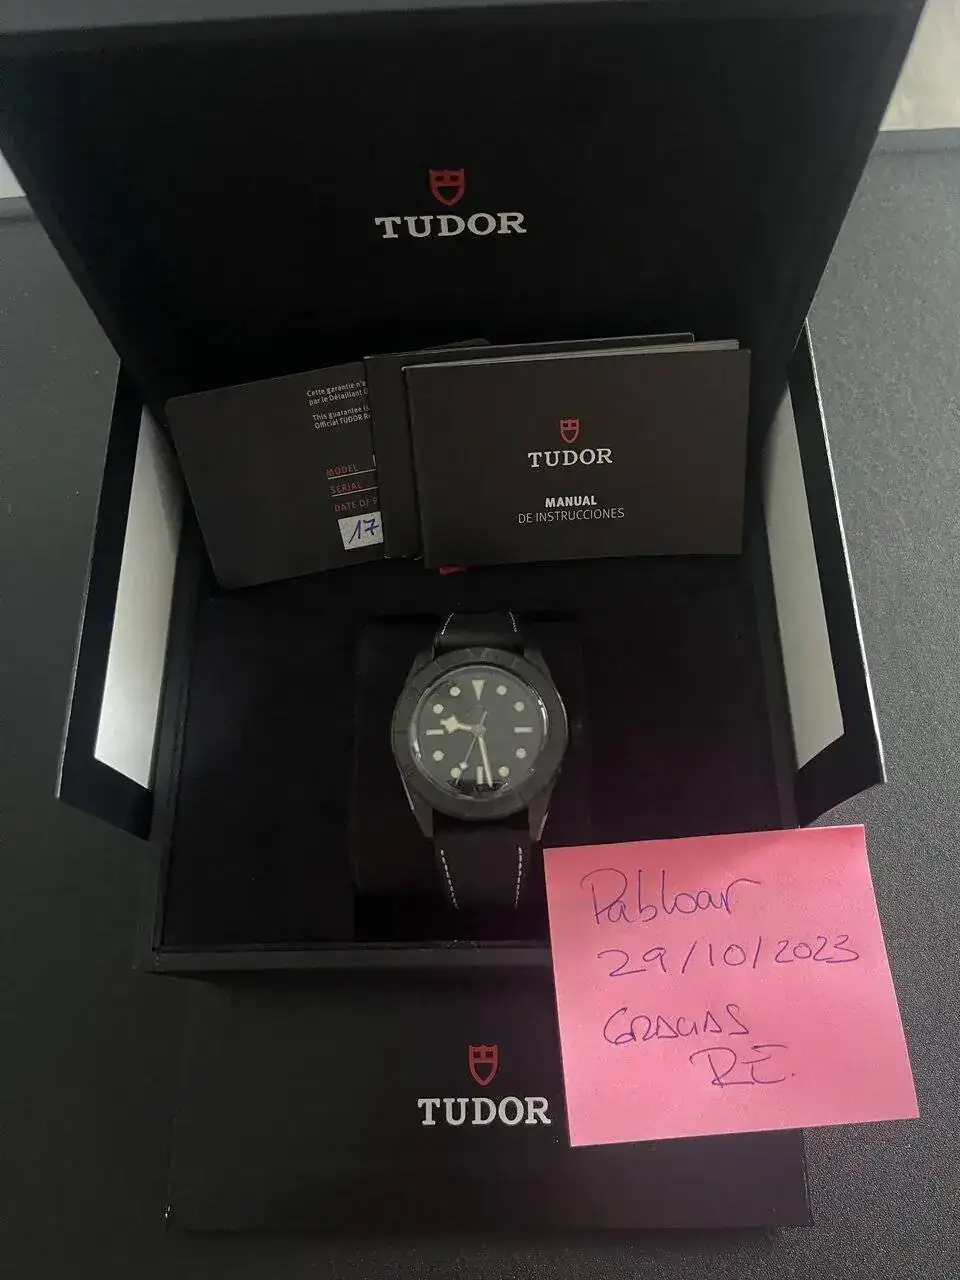 TUDOR
Cette garantie n'e
par le Détaillant O
This guarantee is
Official TUDOR R
MODEL
SERIAL
DATE OF P
17
TUDOR
MANUAL
DE INSTRUCCIONES
Pabloar
29/10/2023
GRACIAS
RE.
TUDOR